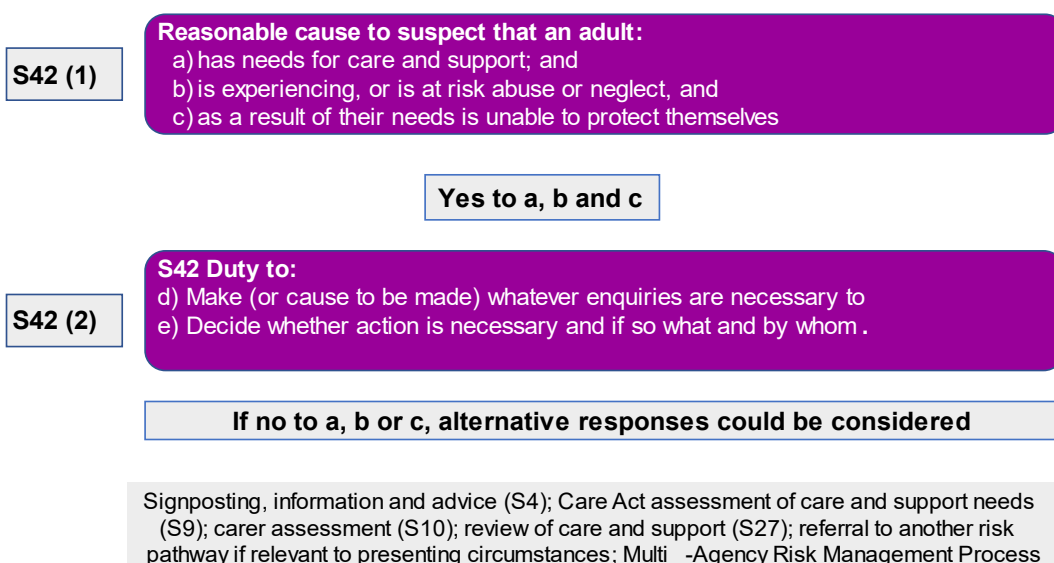 Reasonable cause to suspect that an adult:
S42 (1)
a) has needs for care and support; and
b) is experiencing, or is at risk abuse or neglect, and
c) as a result of their needs is unable to protect themselves
Yes to a, b and c
S42 Duty to:
d) Make (or cause to be made) whatever enquiries are necessary to
S42 (2)
e) Decide whether action is necessary and if so what and by whom.
If no to a, b or c, alternative responses could be considered
Signposting, information and advice (S4); Care Act assessment of care and support needs
(S9); carer assessment (S10); review of care and support (S27); referral to another risk
pathway if relevant to presenting circumstances; Multi -Agency Risk Management Process